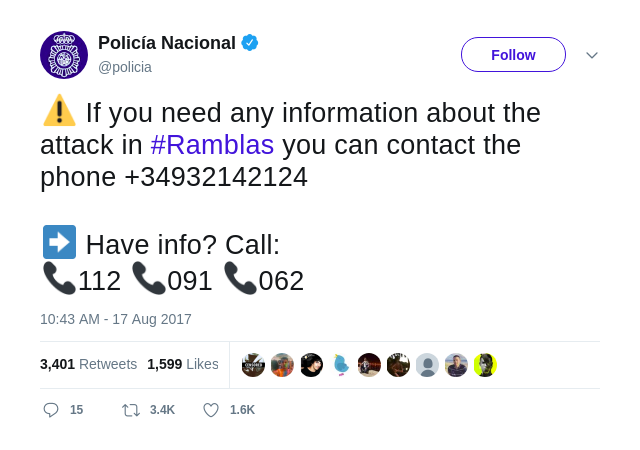 Policía Nacional
@policia
Follow
If you need any information about the
attack in #Ramblas you can contact the
phone +34932142124
Have info? Call:
112 091 062
10:43 AM - 17 Aug 2017
3,401 Retweets 1,599 Likes
CENSORED
15 3.4K 1.6K